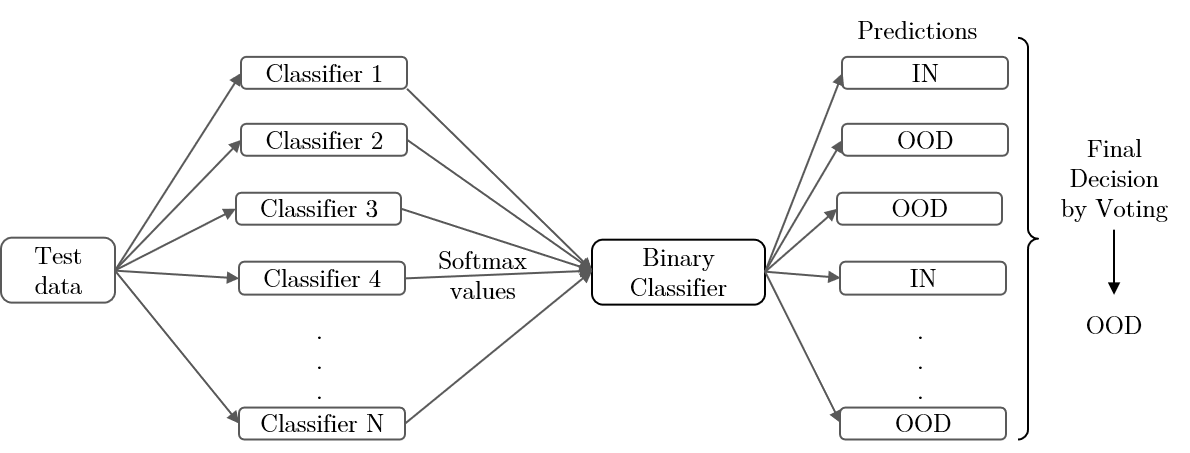 Test
data
Classifier 1
Classifier 2
Classifier 3
Classifier 4
.
.
.
Classifier N
Softmax
values
Binary
Classifier
Predictions
IN
OOD
OOD
IN
.
.
.
OOD
Final
Decision
by Voting
OOD